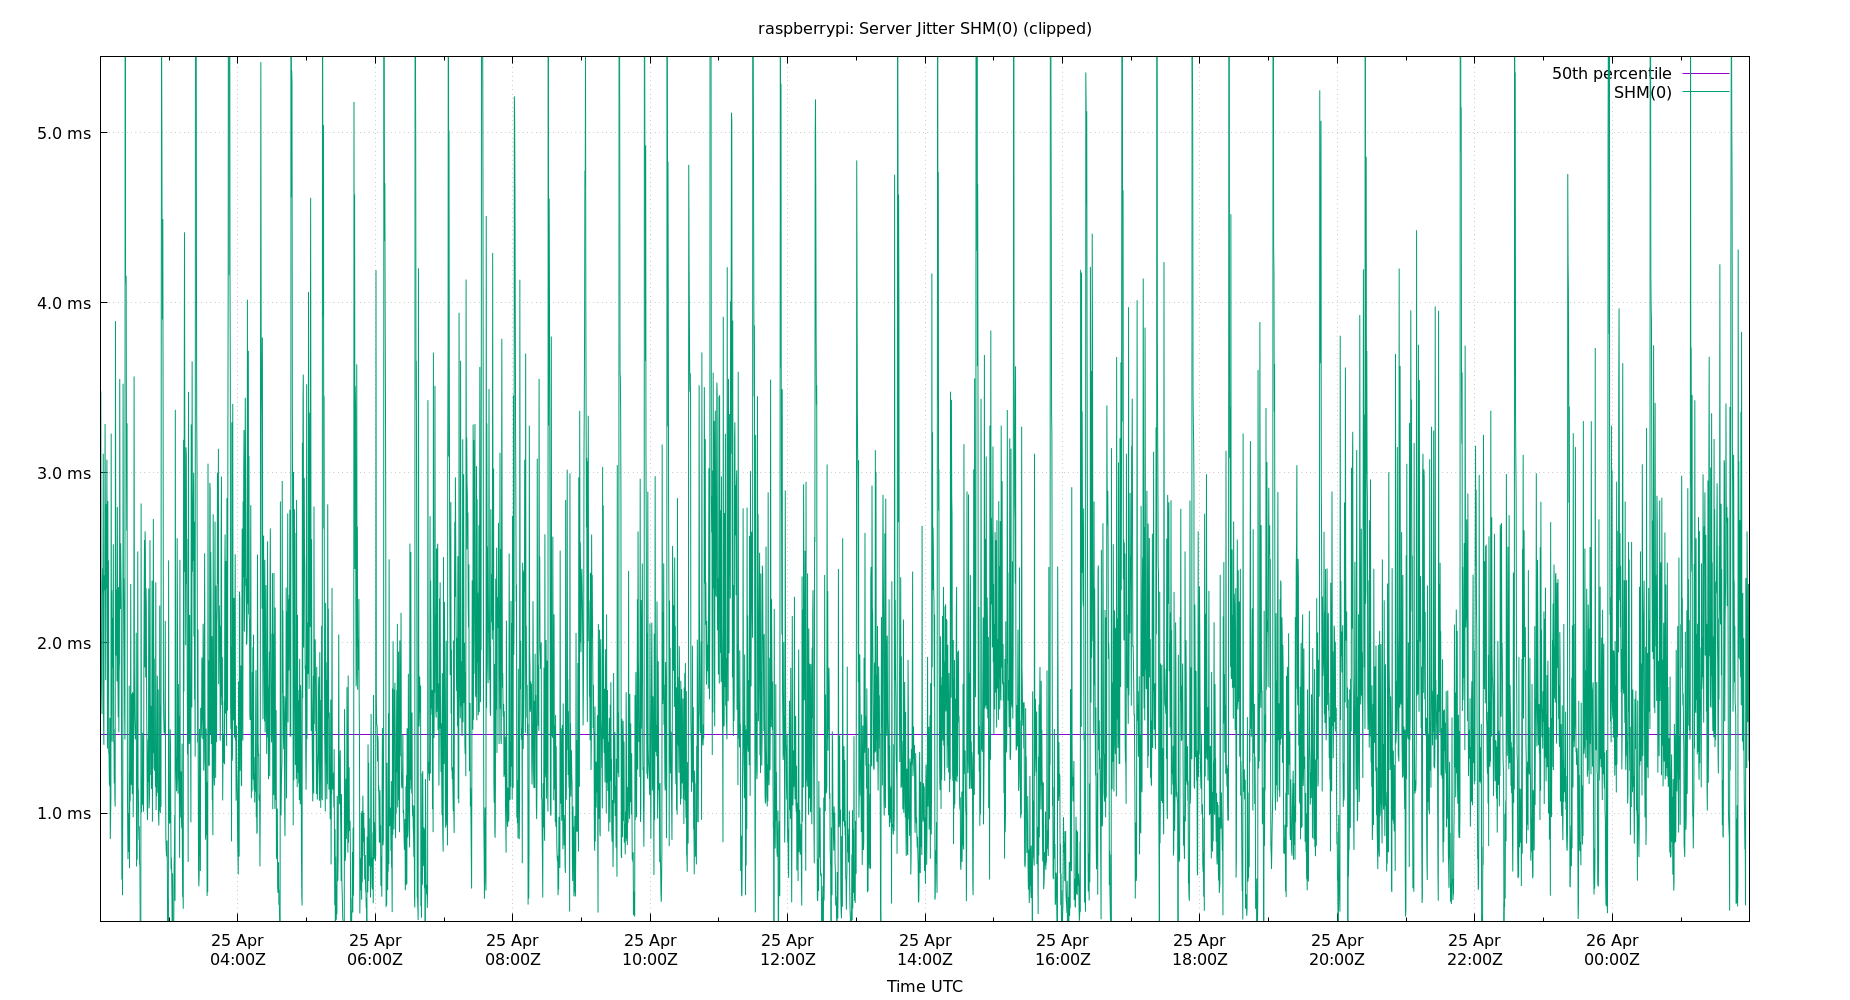 raspberrypi: Server Jitter SHM(0) (clipped)
50th percentile
SHM(0)
5.0 ms
4.0 ms
3.0 ms
2.0 ms
1.0 ms
25 Apr 25 Apr 25 Apr 25 Apr 25 Apr 25 Apr 25 Apr 25 Apr 25 Apr 25 Apr 26 Apr
04:00Z 06:00Z 08:00Z 10:00Z 12:00Z 14:00Z 16:00Z 18:00Z 20:00Z 22:00Z 00:00Z
Time UTC